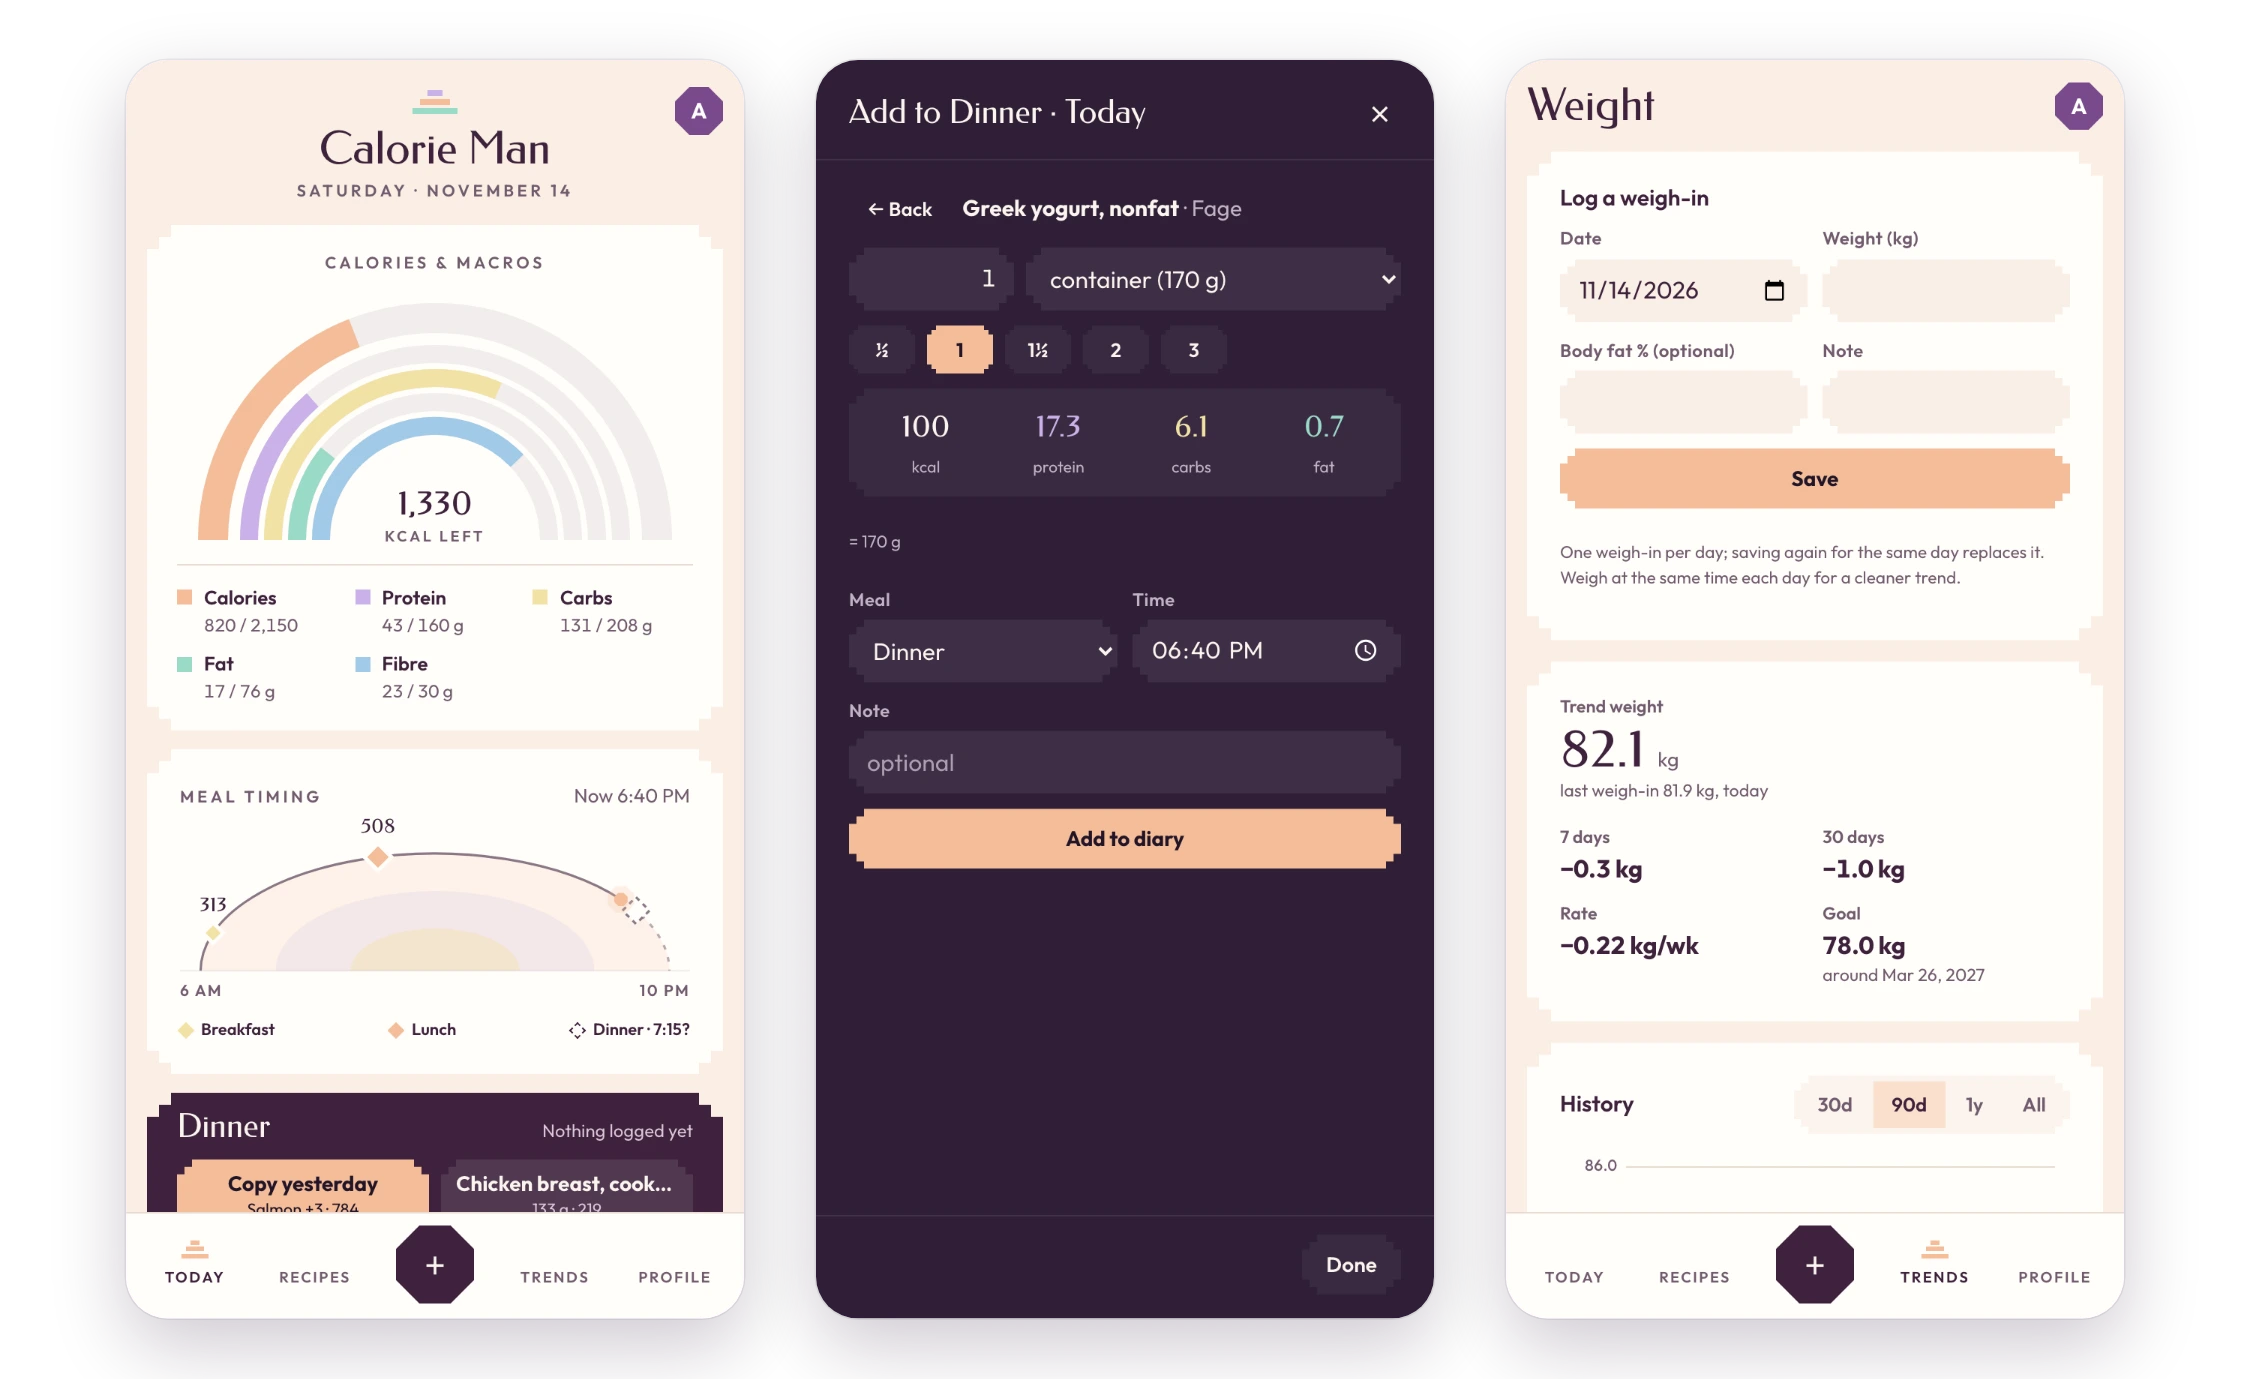 A
Calorie Man
SATURDAY · NOVEMBER 14
CALORIES & MACROS
1,330
KCAL LEFT
Calories
820 / 2,150
Protein
43 / 160 g
Carbs
131 / 208 g
Fat
17 / 76 g
Fibre
23 / 30 g
MEAL TIMING
Now 6:40 PM
508
313
6 AM
10 PM
Breakfast
Lunch
Dinner · 7:15?
Dinner
Nothing logged yet
Copy yesterday
Salmon +3 · 784
Chicken breast, cook...
133 g · 219
TODAY
RECIPES
+
TRENDS
PROFILE
Add to Dinner · Today
×
← Back
Greek yogurt, nonfat · Fage
1
container (170 g)
½
1
1½
2
3
100
kcal
17.3
protein
6.1
carbs
0.7
fat
= 170 g
Meal
Time
Dinner
06:40 PM
Note
optional
Add to diary
Done
Weight
A
Log a weigh-in
Date
Weight (kg)
11/14/2026
Body fat % (optional)
Note
Save
One weigh-in per day; saving again for the same day replaces it.
Weigh at the same time each day for a cleaner trend.
Trend weight
82.1 kg
last weigh-in 81.9 kg, today
7 days
−0.3 kg
30 days
−1.0 kg
Rate
−0.22 kg/wk
Goal
78.0 kg
around Mar 26, 2027
History
30d
90d
1y
All
86.0
TODAY
RECIPES
+
TRENDS
PROFILE